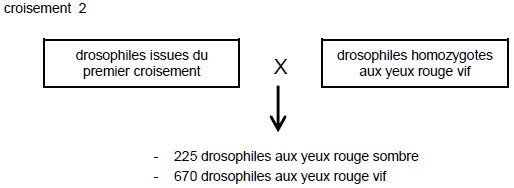 croisement 2
drosophiles issues du
premier croisement
X
drosophiles homozygotes
aux yeux rouge vif
- 225 drosophiles aux yeux rouge sombre
- 670 drosophiles aux yeux rouge vif